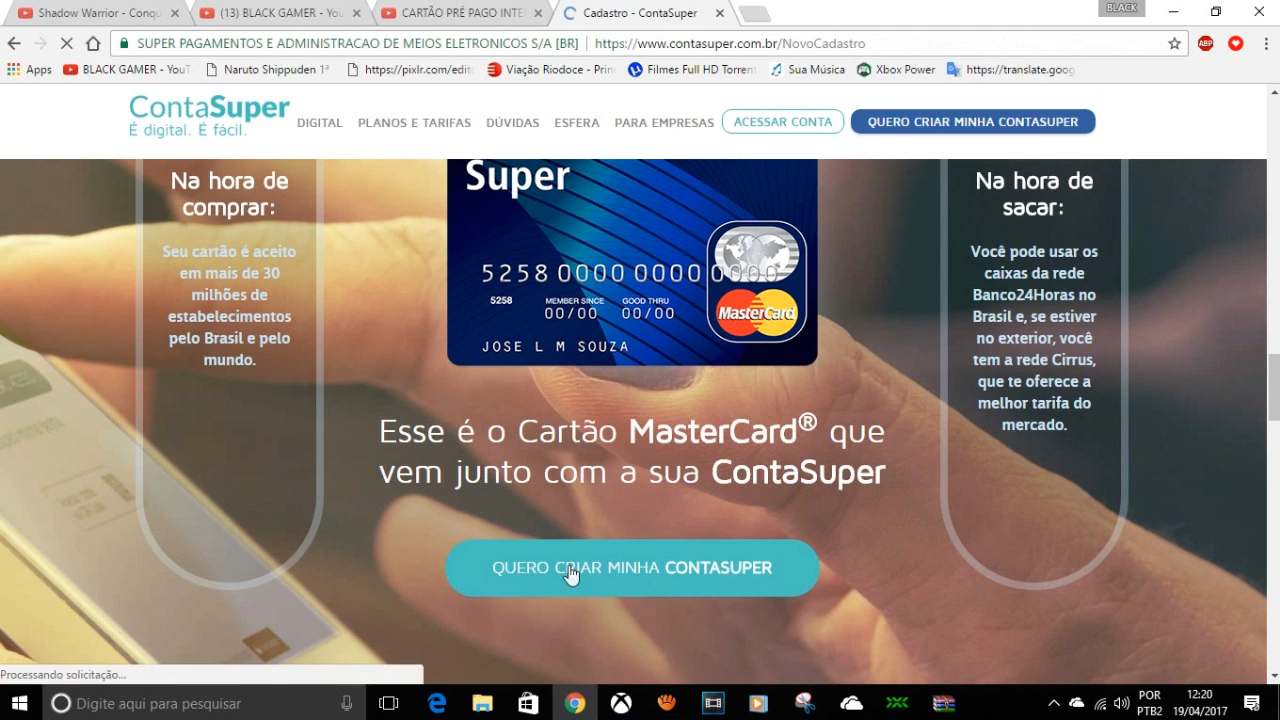 Shadow Warrior - Conqu
(13) BLACK GAMER - You
CARTÃO PRÉ PAGO INTE
Cadastro - ContaSuper
BLACK
SUPER PAGAMENTOS E ADMINISTRACAO DE MEIOS ELETRONICOS S/A [BR]
https://www.contasuper.com.br/NovoCadastro
ABP
Apps
BLACK GAMER - YouT
Naruto Shippuden 1ª
https://pixlr.com/edito
Viação Riodoce - Prin
Filmes Full HD Torrent
Sua Música
Xbox Power
https://translate.goog
ContaSuper
É digital. É fácil.
DIGITAL
PLANOS E TARIFAS
DÚVIDAS
ESFERA
PARA EMPRESAS
ACESSAR CONTA
QUERO CRIAR MINHA CONTASUPER
Na hora de
comprar:
Seu cartão é aceito
em mais de 30
milhões de
estabelecimentos
pelo Brasil e pelo
mundo.
Super
5258 0000 0000 0000
5258
MEMBER SINCE
00/00
GOOD THRU
00/00
MasterCard
JOSE L M SOUZA
Na hora de
sacar:
Você pode usar os
caixas da rede
Banco24Horas no
Brasil e, se estiver
no exterior, você
tem a rede Cirrus,
que te oferece a
melhor tarifa do
mercado.
Esse é o Cartão MasterCard® que
vem junto com a sua ContaSuper
QUERO CRIAR MINHA CONTASUPER
Processando solicitação...
Digite aqui para pesquisar
POR
PTB2
12:20
19/04/2017